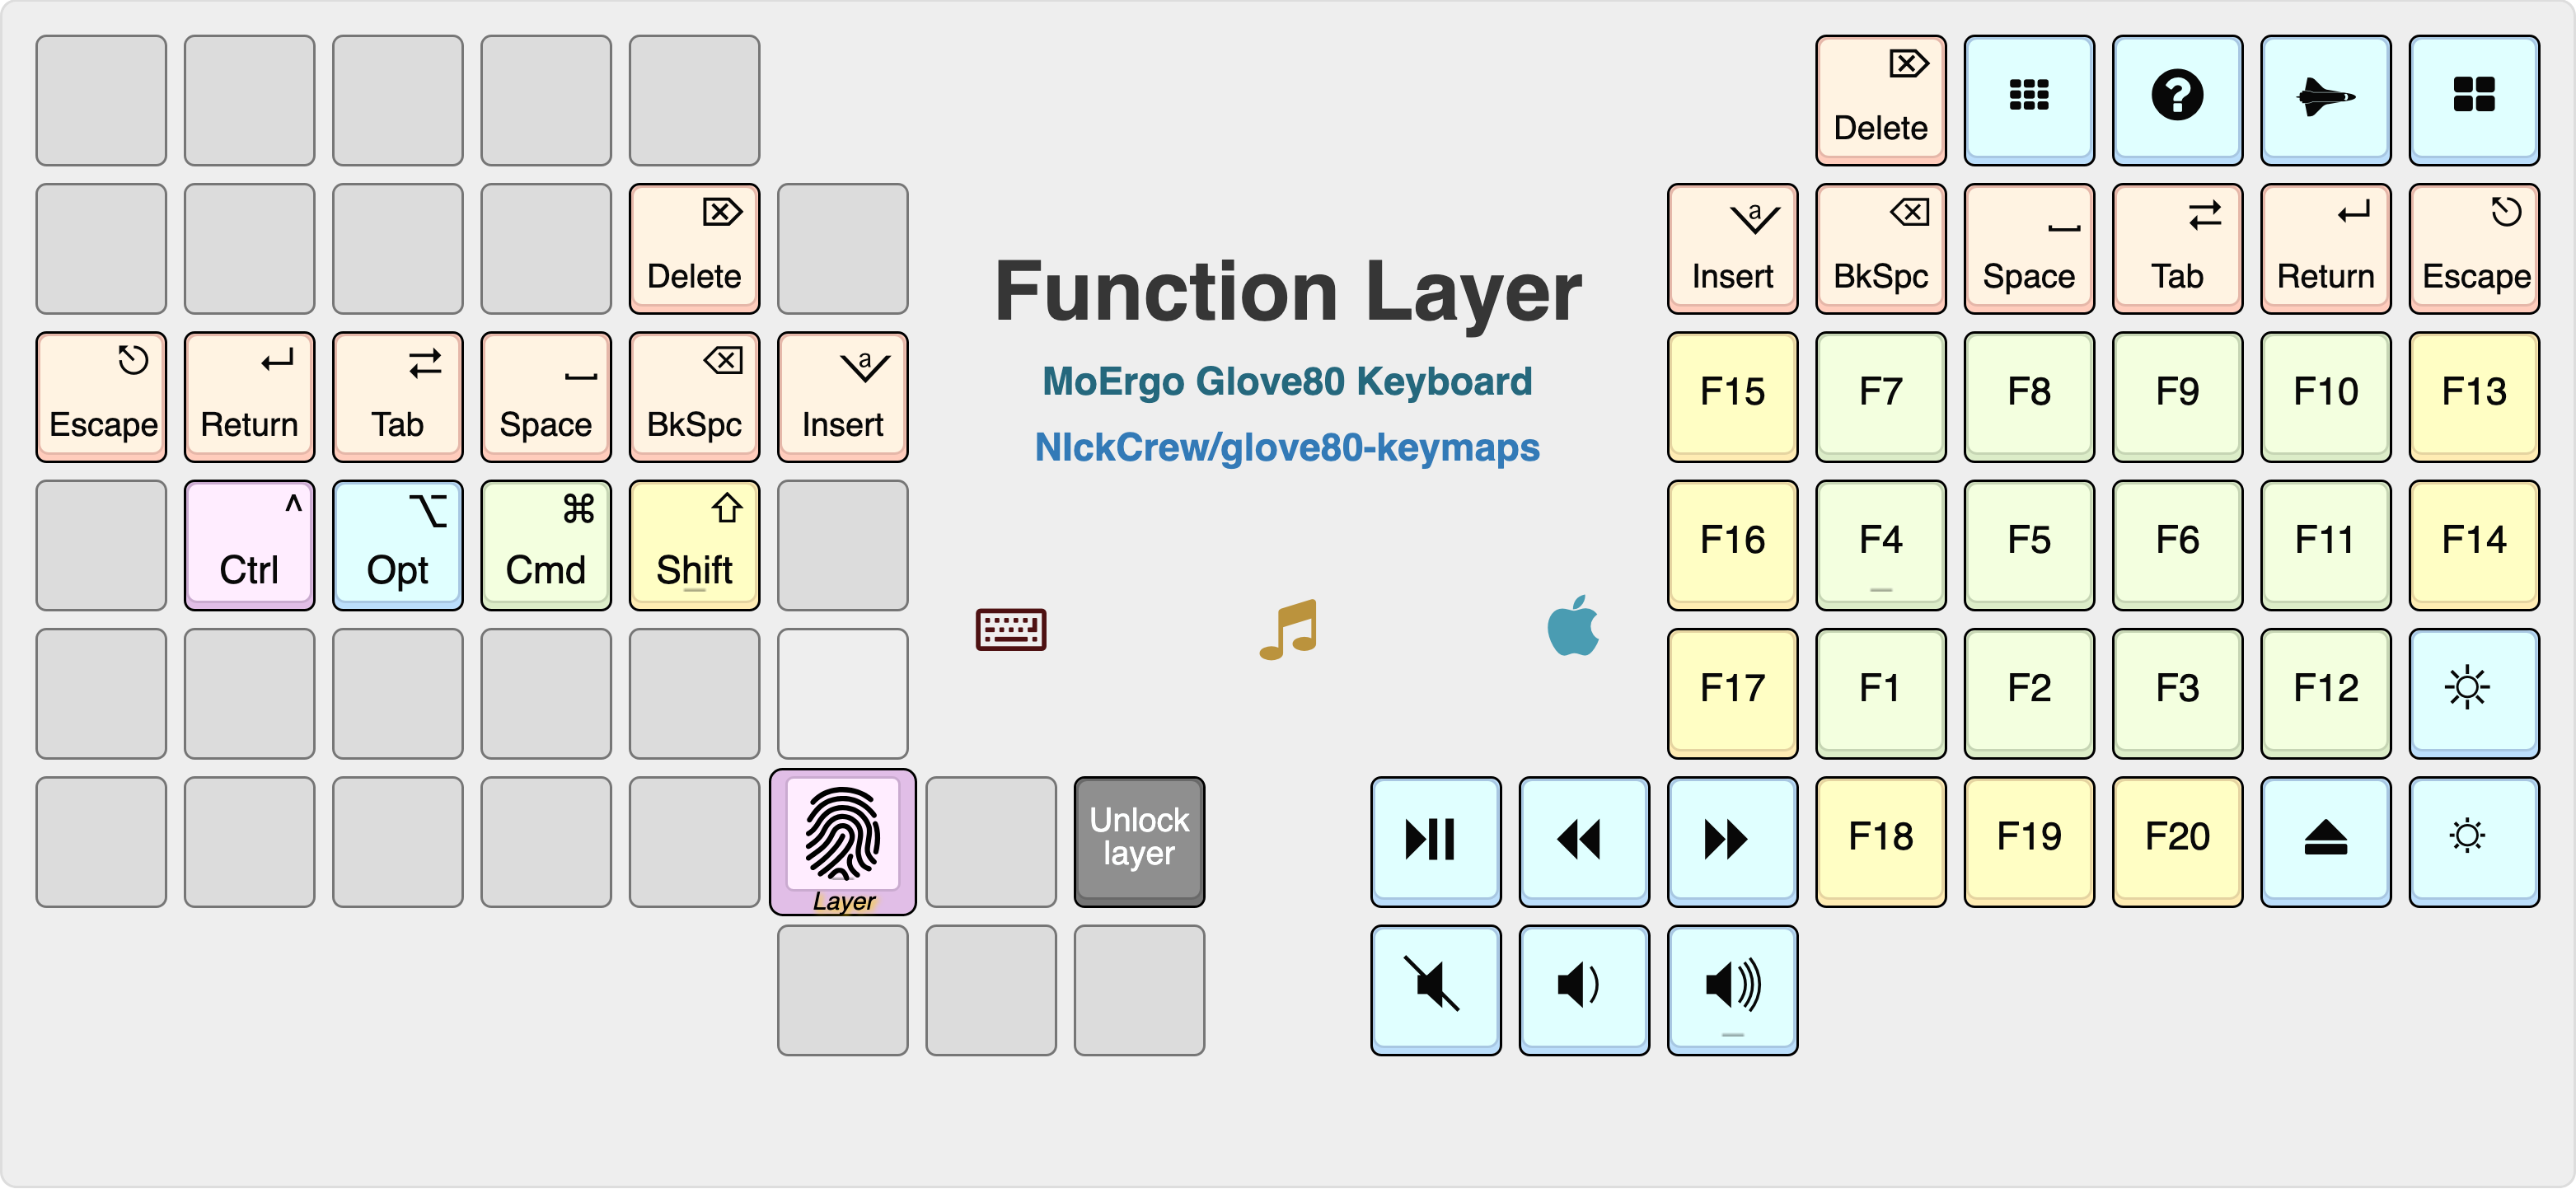 Delete
Delete
Insert
BkSpc
Space
Tab
Return
Escape
Function Layer
MoErgo Glove80 Keyboard
NIckCrew/glove80-keymaps
Escape
Return
Tab
Space
BkSpc
a
Insert
a
F15
F7
F8
F9
F10
F13
^
Ctrl
Opt
Cmd
Shift
F16
F4
F5
F6
F11
F14
F17
F1
F2
F3
F12
Layer
Unlock
layer
F18
F19
F20